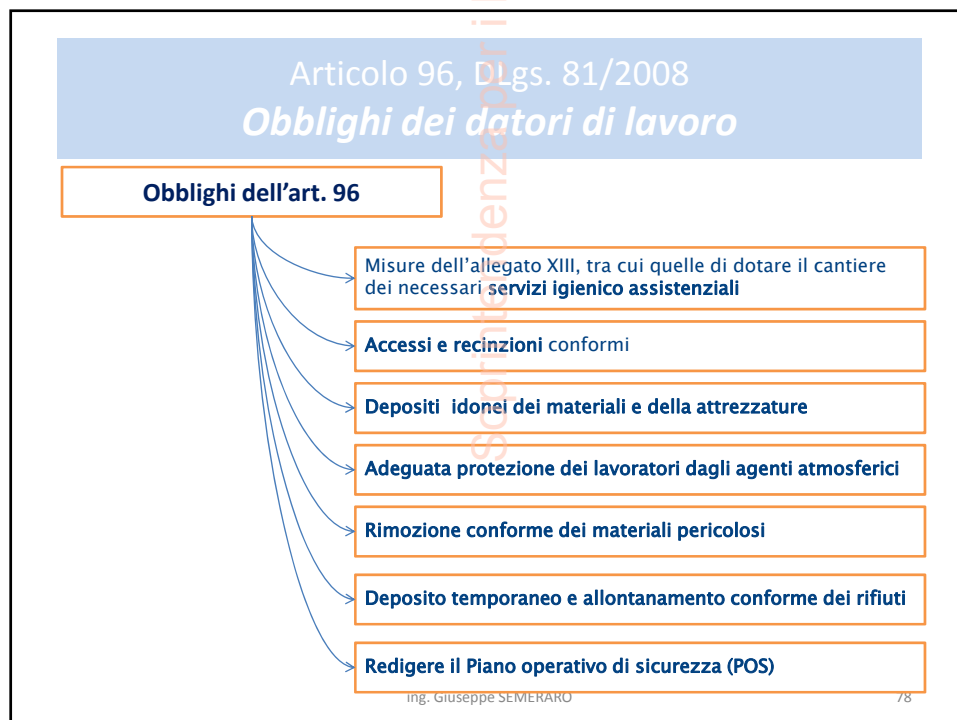 Articolo 96, DLgs. 81/2008
Obblighi dei datori di lavoro
Obblighi dell'art. 96
Misure dell'allegato XIII, tra cui quelle di dotare il cantiere
dei necessari servizi igienico assistenziali
Accessi e recinzioni conformi
Depositi idonei dei materiali e della attrezzature
Adeguata protezione dei lavoratori dagli agenti atmosferici
Rimozione conforme dei materiali pericolosi
Deposito temporaneo e allontanamento conforme dei rifiuti
Redigere il Piano operativo di sicurezza (POS)
ing. Giuseppe SEMERARO
78
Soprintendenza per